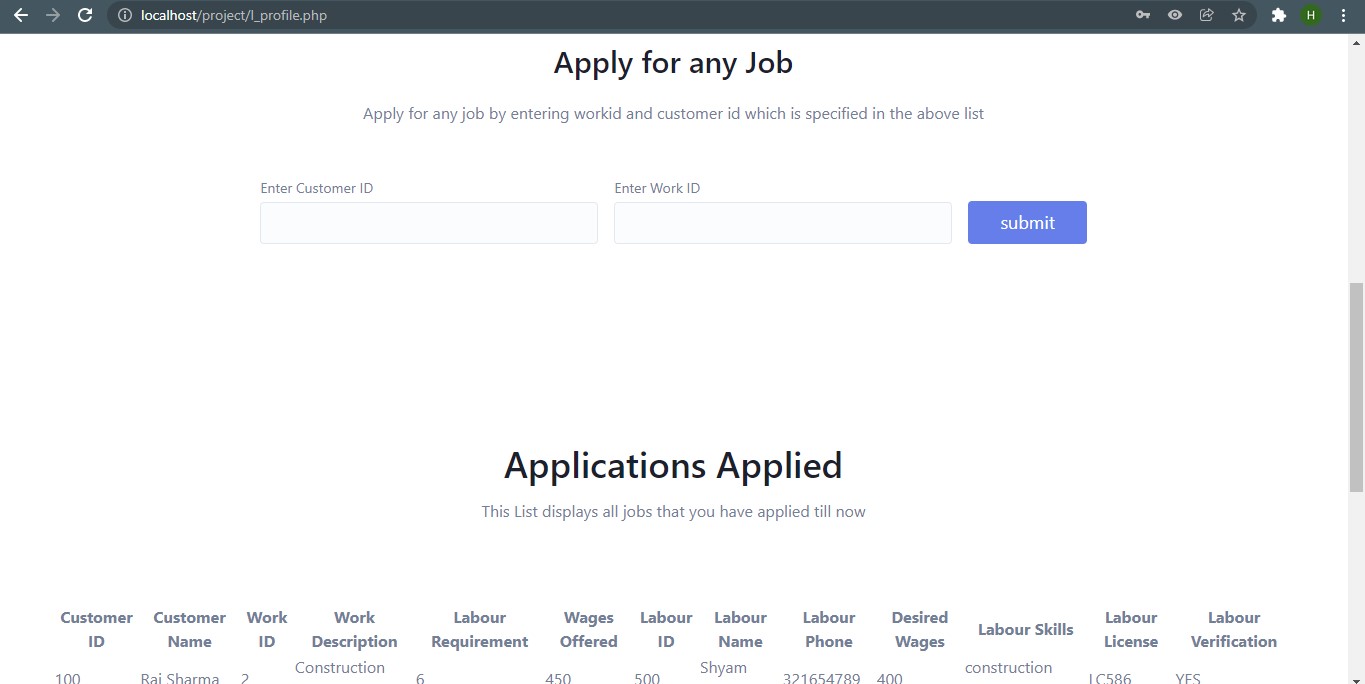 localhost/project/l_profile.php
H
Apply for any Job
Apply for any job by entering workid and customer id which is specified in the above list
Enter Customer ID Enter Work ID
submit
Applications Applied
This List displays all jobs that you have applied till now
Customer Customer Work Work Labour Wages Labour Labour Labour Desired Labour Skills Labour Labour
ID Name ID Description Requirement Offered ID Name Phone Wages License Verification
Construction Shyam construction
100 Raj Sharma 2 6 450 500 321654789 400 LC586 YES